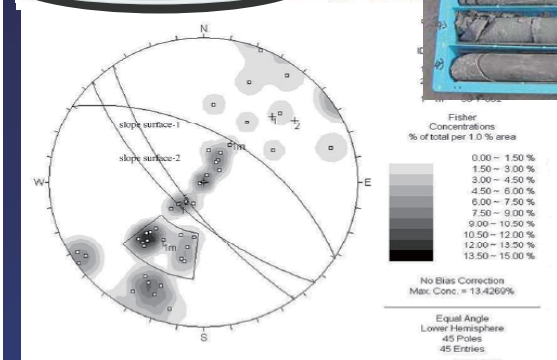 N
slope surface-1
slope surface-2
W
E
S
1m
1m
1
2
Fisher
Concentrations
% of total per 1.0 % area
0.00 ~ 1.50 %
1.50 ~ 3.00 %
3.00 ~ 4.50 %
4.50 ~ 6.00 %
6.00 ~ 7.50 %
7.50 ~ 9.00 %
9.00 ~ 10.50 %
10.50 ~ 12.00 %
12.00 ~ 13.50 %
13.50 ~ 15.00 %
No Bias Correction
Max. Conc. = 13.4269%
Equal Angle
Lower Hemisphere
45 Poles
45 Entries